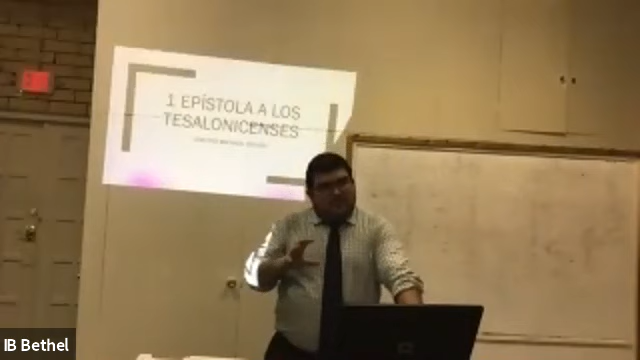 1 EPÍSTOLA A LOS
TESALONICENSES
IB Bethel